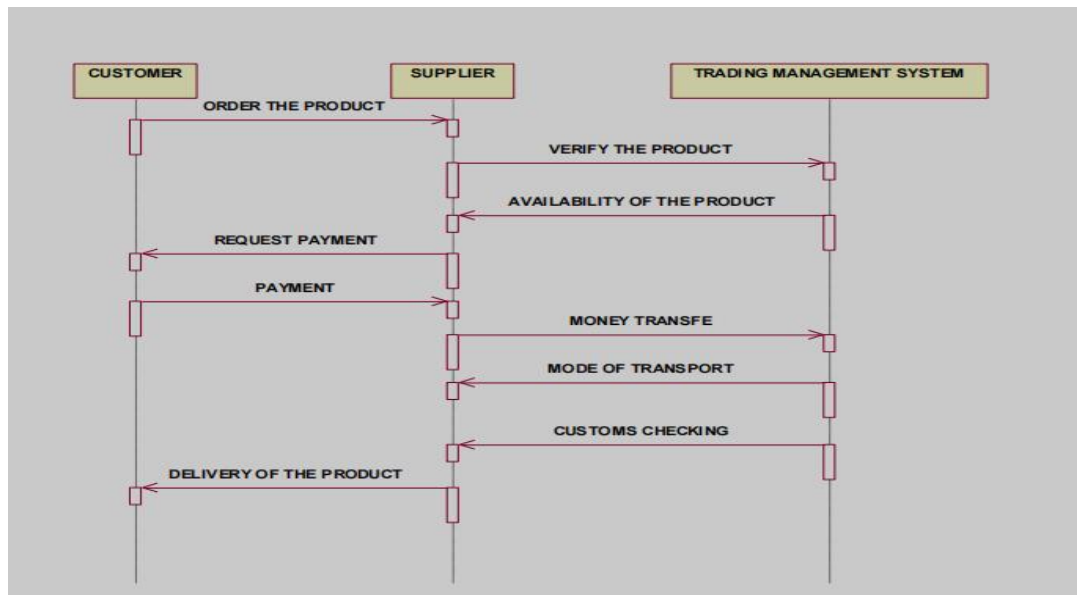 CUSTOMER
SUPPLIER
TRADING MANAGEMENT SYSTEM
ORDER THE PRODUCT
VERIFY THE PRODUCT
AVAILABILITY OF THE PRODUCT
REQUEST PAYMENT
PAYMENT
MONEY TRANSFE
MODE OF TRANSPORT
CUSTOMS CHECKING
DELIVERY OF THE PRODUCT